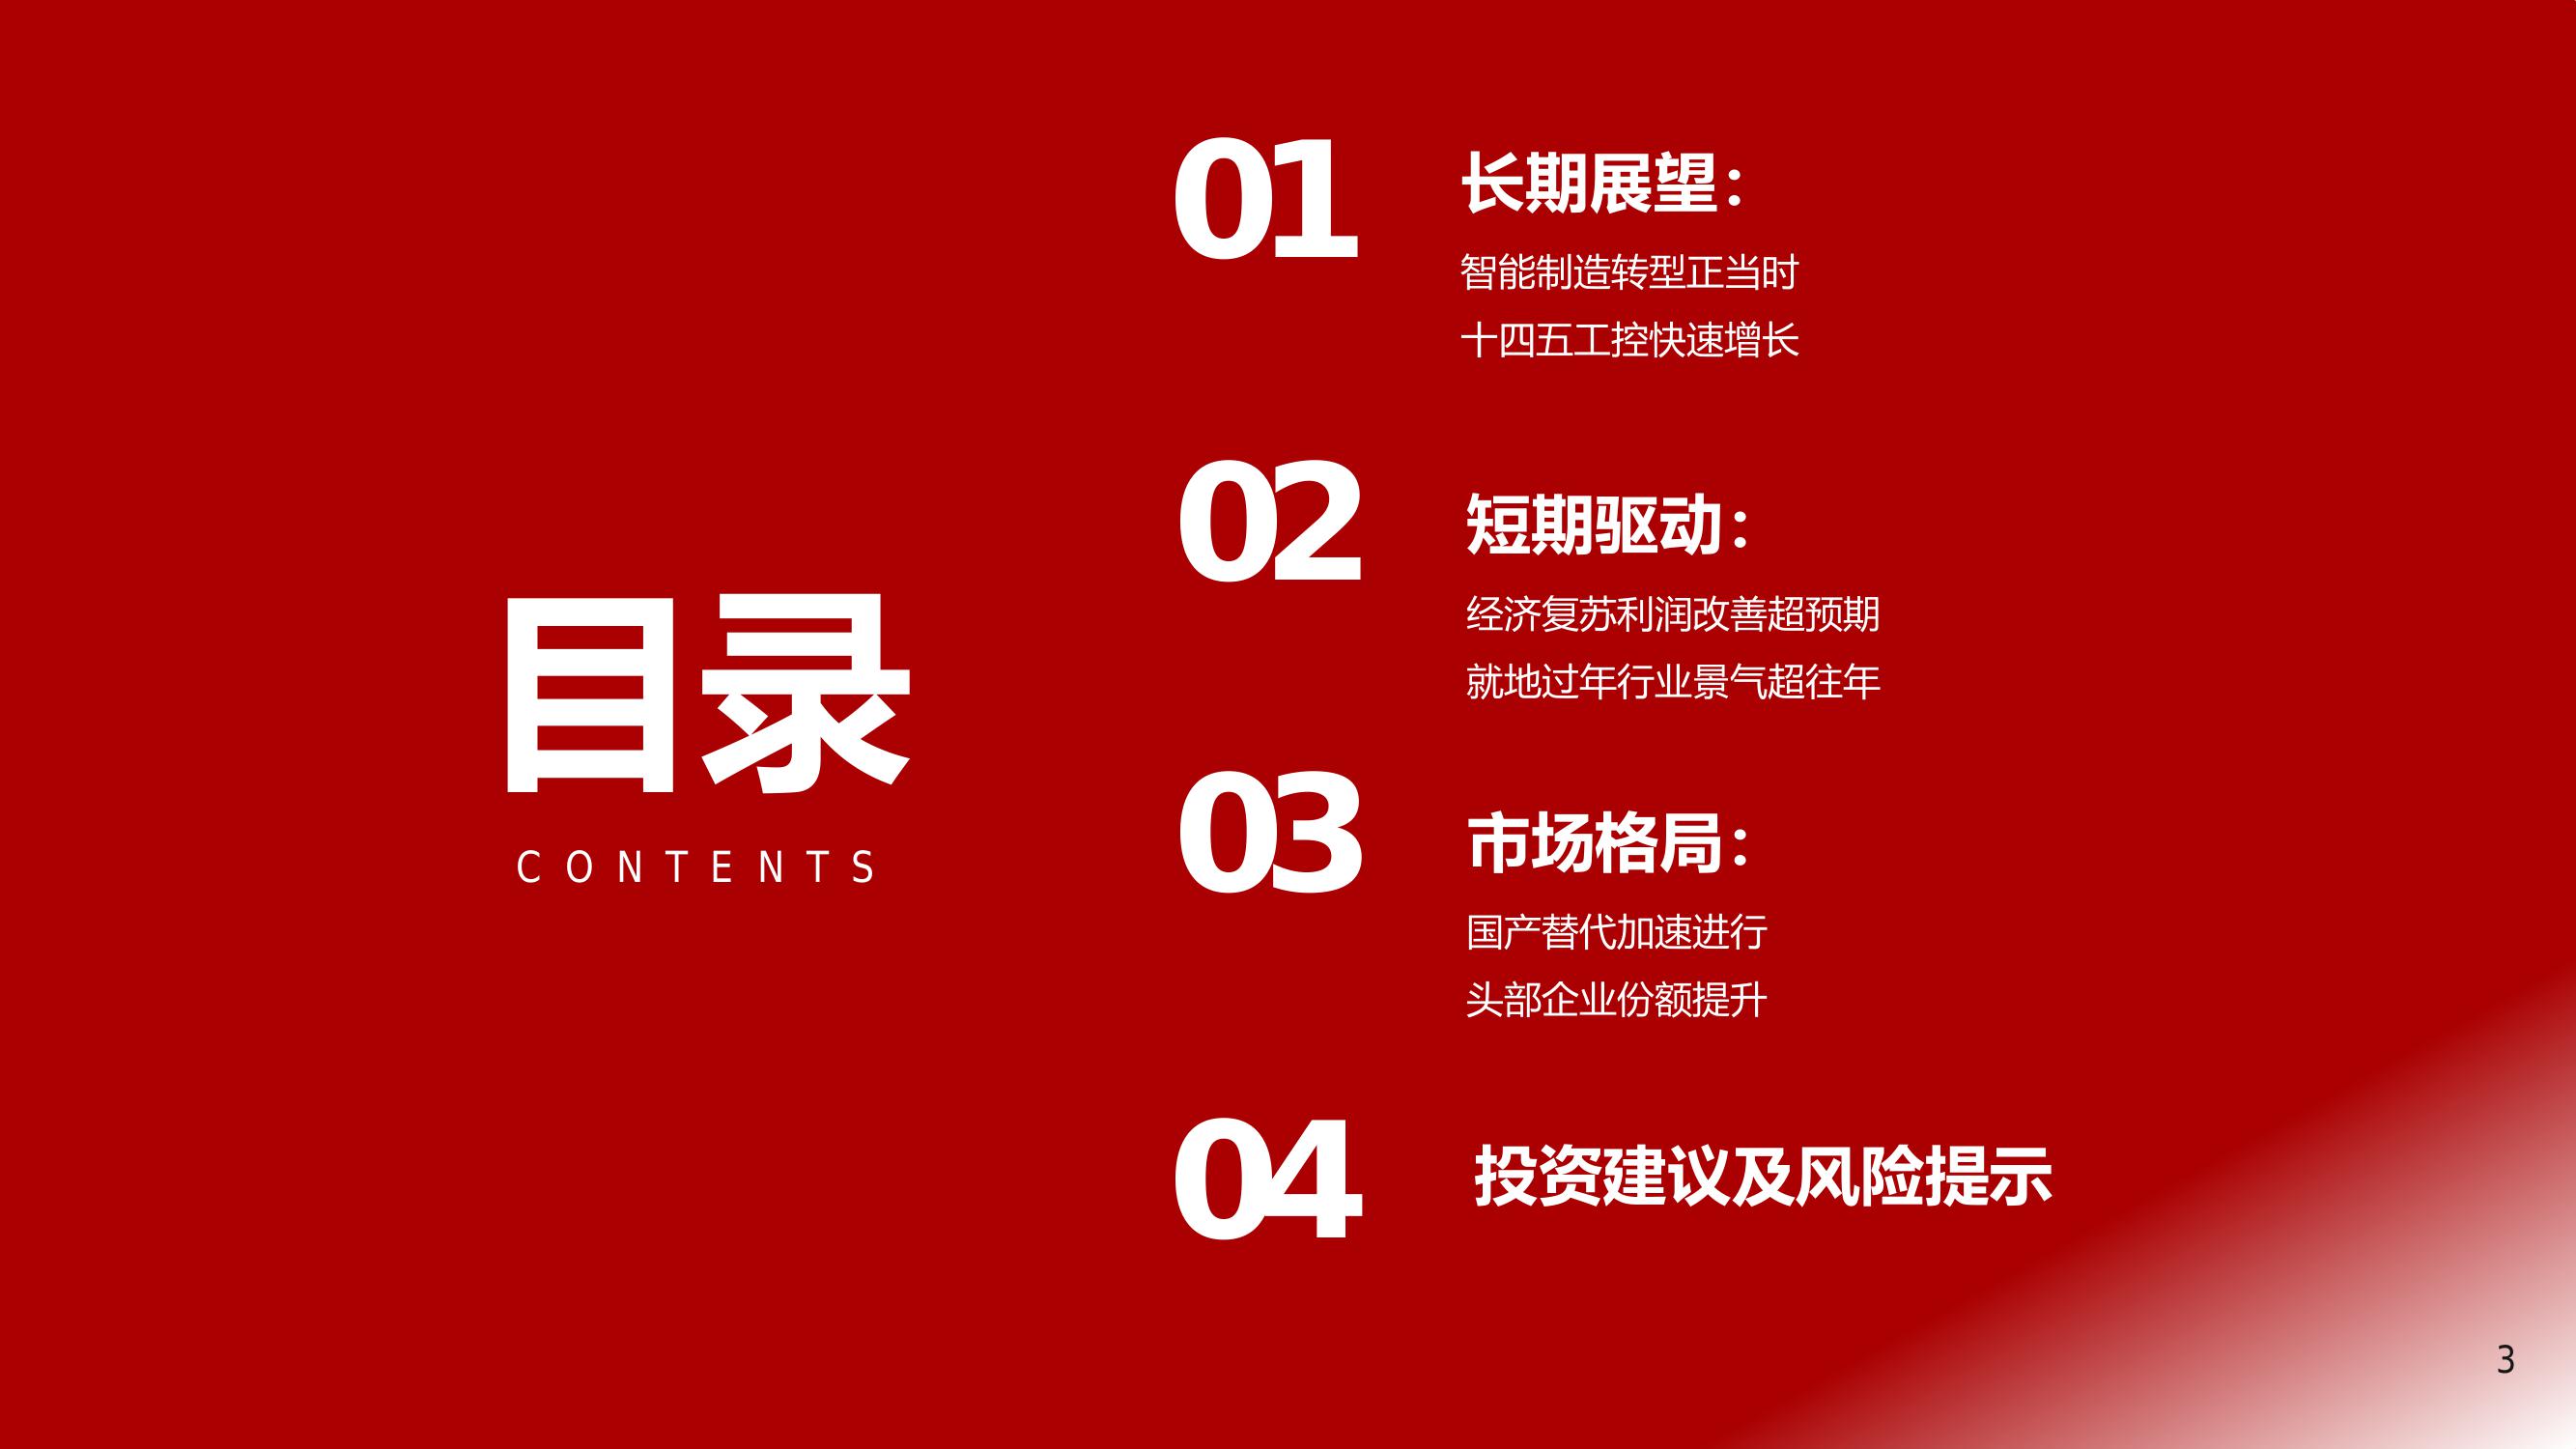 目录
CONTENTS
01
长期展望：
智能制造转型正当时
十四五工控快速增长
02
短期驱动：
经济复苏利润改善超预期
就地过年行业景气超往年
03
市场格局：
国产替代加速进行
头部企业份额提升
04
投资建议及风险提示
3